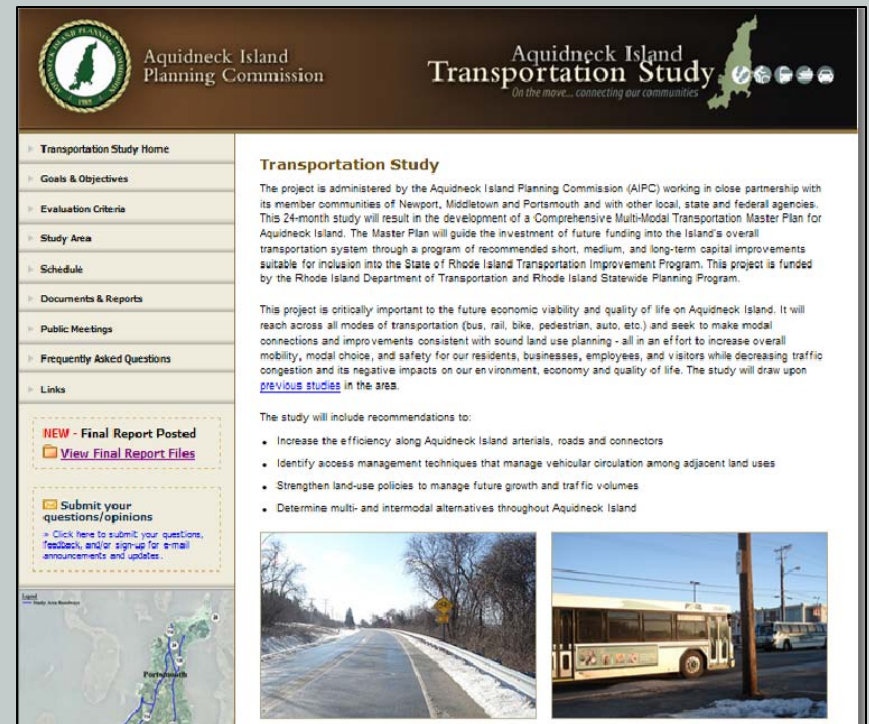 Aquidneck Island
Planning Commission
Aquidneck Island
Transportation Study
On the move... connecting our communities
Transportation Study Home
Goals & Objectives
Evaluation Criteria
Study Area
Schedule
Documents & Reports
Public Meetings
Frequently Asked Questions
Links
NEW - Final Report Posted
View Final Report Files
Submit your
questions/opinions
» Click here to submit your questions,
feedback, and/or sign-up for e-mail
announcements and updates.
Legend
Study Area Roadways
Portsmouth
Transportation Study
The project is administered by the Aquidneck Island Planning Commission (AIPC) working in close partnership with
its member communities of Newport, Middletown and Portsmouth and with other local, state and federal agencies.
This 24-month study will result in the development of a Comprehensive Multi-Modal Transportation Master Plan for
Aquidneck Island. The Master Plan will guide the investment of future funding into the Island's overall
transportation system through a program of recommended short, medium, and long-term capital improvements
suitable for inclusion into the State of Rhode Island Transportation Improvement Program. This project is funded
by the Rhode Island Department of Transportation and Rhode Island Statewide Planning Program.
This project is critically important to the future economic viability and quality of life on Aquidneck Island. It will
reach across all modes of transportation (bus, rail, bike, pedestrian, auto, etc.) and seek to make modal
connections and improvements consistent with sound land use planning - all in an effort to increase overall
mobility, modal choice, and safety for our residents, businesses, employees, and visitors while decreasing traffic
congestion and its negative impacts on our environment, economy and quality of life. The study will draw upon
previous studies in the area.
The study will include recommendations to:
• Increase the efficiency along Aquidneck Island arterials, roads and connectors
• Identify access management techniques that manage vehicular circulation among adjacent land uses
• Strengthen land-use policies to manage future growth and traffic volumes
• Determine multi- and intermodal alternatives throughout Aquidneck Island